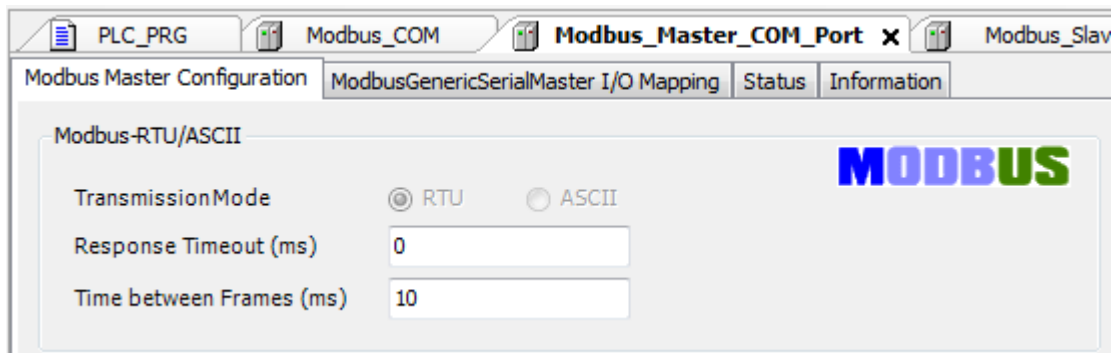 PLC_PRG Modbus_COM Modbus_Master_COM_Port x Modbus_Slav
Modbus Master Configuration ModbusGenericSerialMaster I/O Mapping Status Information
Modbus-RTU/ASCII
MODBUS
TransmissionMode RTU ASCII
Response Timeout (ms) 0
Time between Frames (ms) 10